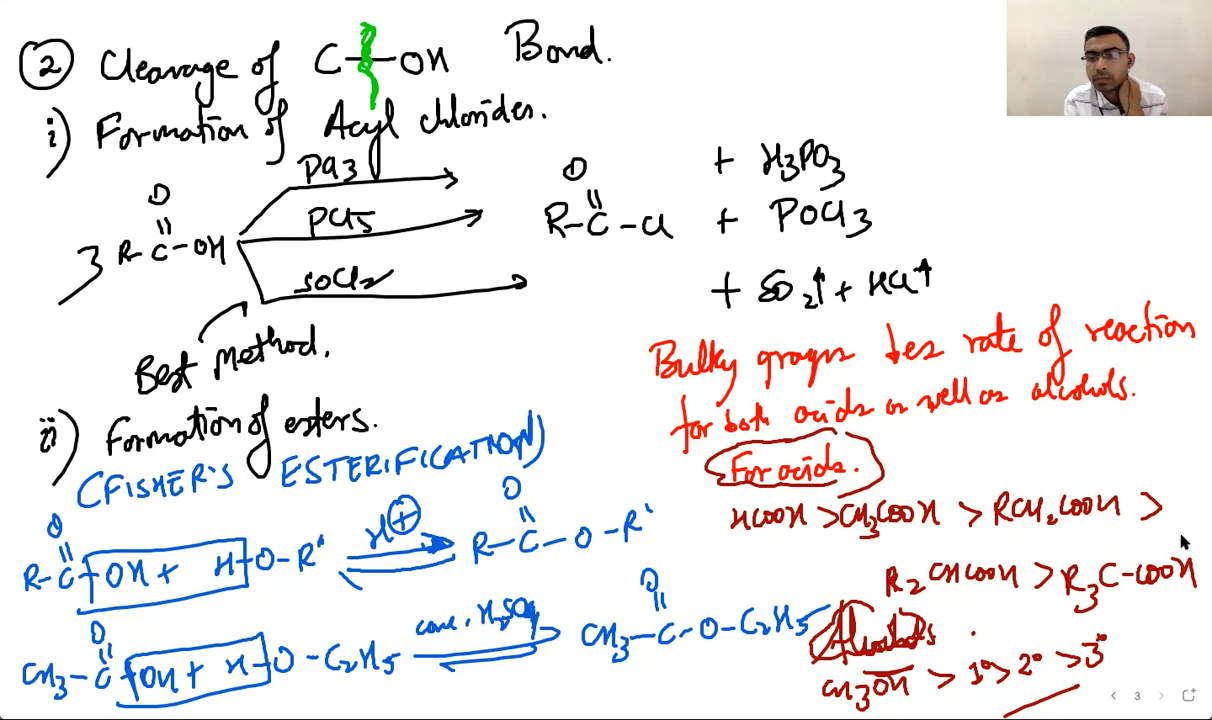 ② Cleavage of C–OH Bond.
i) Formation of Acyl chlorides.
PCl3 + H3PO3
3 R–C(=O)–OH PCl5 R–C(=O)–Cl + POCl3
SOCl2 + SO2↑ + HCl↑
Best Method.
Bulky groups ↓es rate of reaction
for both acids as well as alcohols.
ii) Formation of esters.
(FISHER'S ESTERIFICATION)
For acids.
HCOOH > CH3COOH > RCH2COOH >
R2CHCOOH > R3C–COOH
R–C(=O)–OH + H–O–R' H⊕ R–C(=O)–O–R'
CH3–C(=O)–OH + H–O–C2H5 conc. H2SO4 CH3–C(=O)–O–C2H5
Alcohols.
CH3OH > 1° > 2° > 3°
3